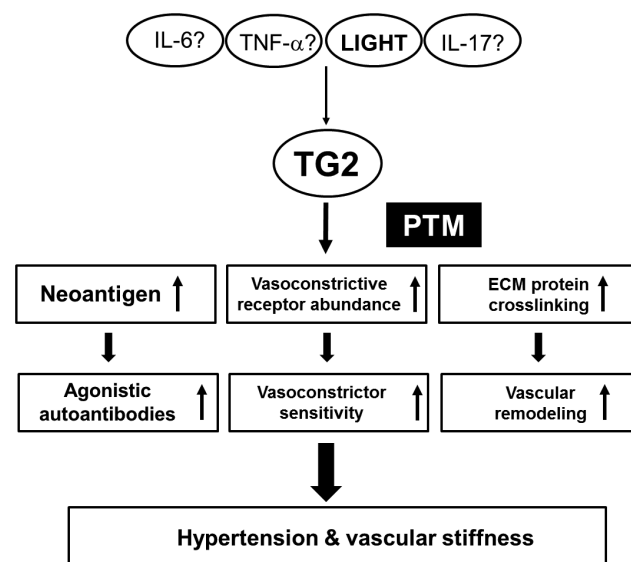 IL-6?
TNF-α?
LIGHT
IL-17?
TG2
PTM
Neoantigen
Vasoconstrictive
receptor abundance
ECM protein
crosslinking
Agonistic
autoantibodies
Vasoconstrictor
sensitivity
Vascular
remodeling
Hypertension & vascular stiffness